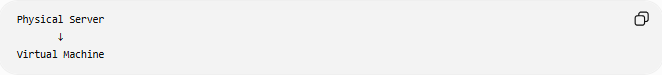 Physical Server
↓
Virtual Machine